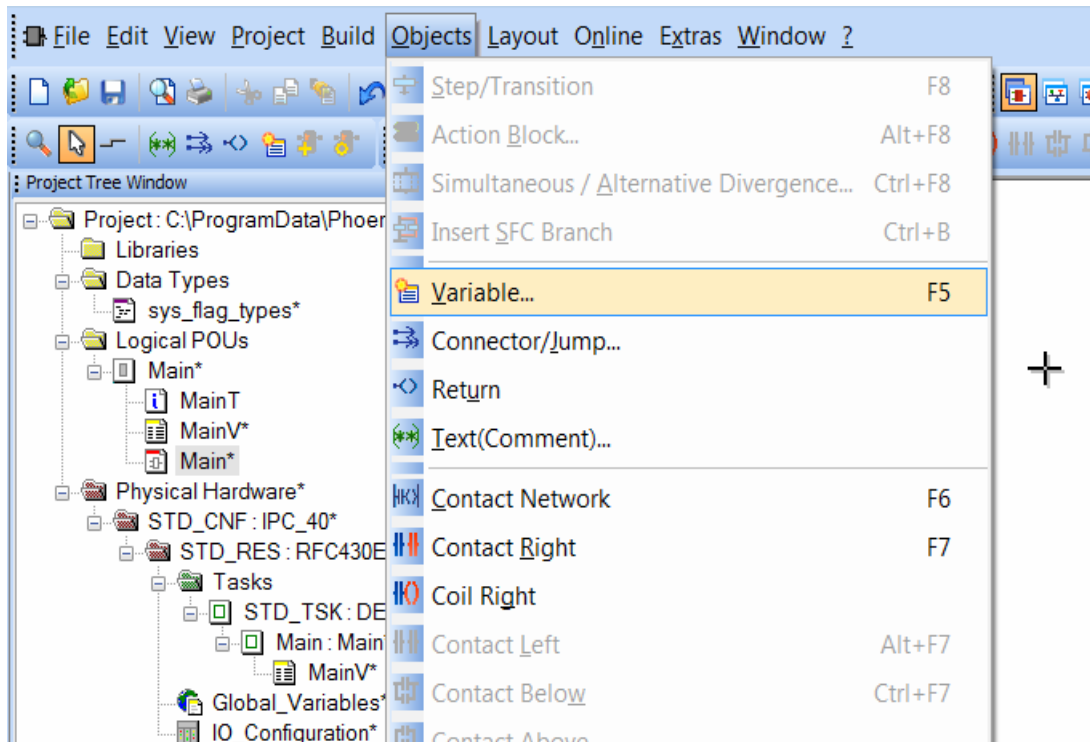 File Edit View Project Build Objects Layout Online Extras Window ?
Step/Transition F8
Action Block... Alt+F8
Simultaneous / Alternative Divergence... Ctrl+F8
Insert SFC Branch Ctrl+B
Variable... F5
Connector/Jump...
Return
Text(Comment)...
Contact Network F6
Contact Right F7
Coil Right
Contact Left Alt+F7
Contact Below Ctrl+F7
Contact Above
Project Tree Window
Project : C:\ProgramData\Phoen
Libraries
Data Types
sys_flag_types*
Logical POUs
Main*
MainT
MainV*
Main*
Physical Hardware*
STD_CNF : IPC_40*
STD_RES : RFC430E
Tasks
STD_TSK : DE
Main : Main
MainV*
Global_Variables*
IO_Configuration*